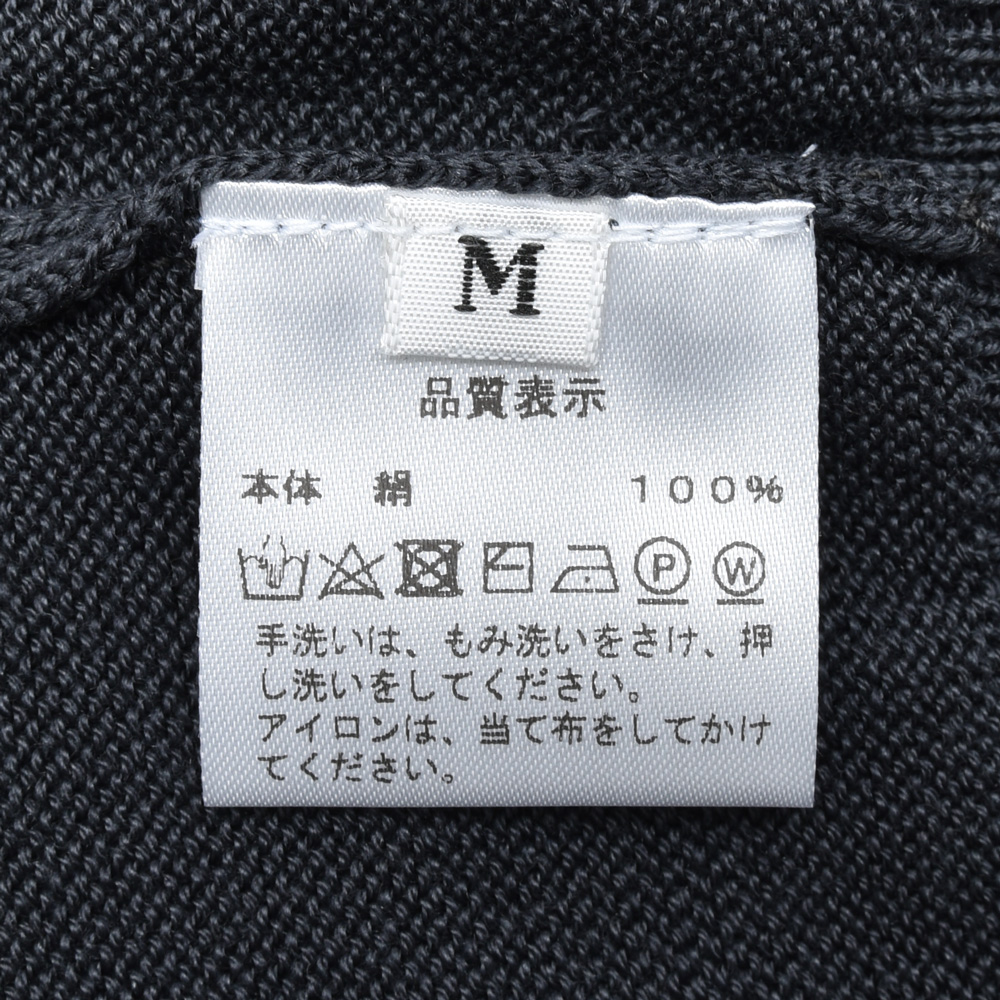 M
品質表示
本体　絹　１００％
P W
手洗いは、もみ洗いをさけ、押
し洗いをしてください。
アイロンは、当て布をしてかけ
てください。